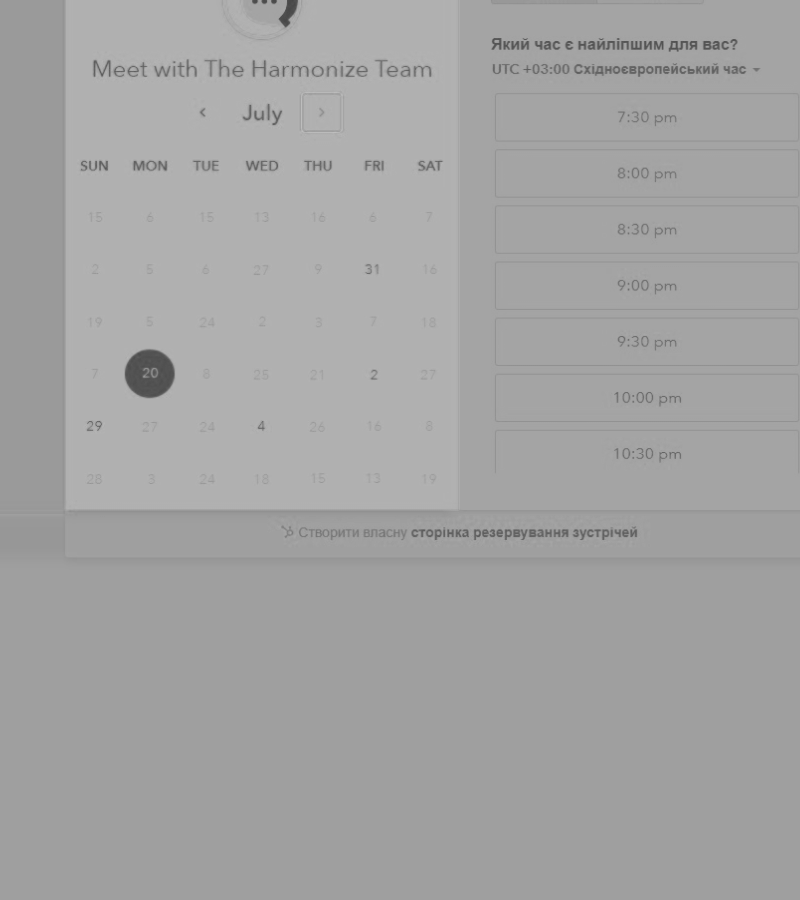 Meet with The Harmonize Team
July
SUN MON TUE WED THU FRI SAT
15 6 15 13 16 6 7
2 5 6 27 9 31 16
19 5 24 2 3 7 18
7 20 8 25 21 2 27
29 27 24 4 26 16 8
28 3 24 18 15 13 19
Який час є найліпшим для вас?
UTC +03:00 Східноєвропейський час
7:30 pm
8:00 pm
8:30 pm
9:00 pm
9:30 pm
10:00 pm
10:30 pm
Створити власну сторінка резервування зустрічей